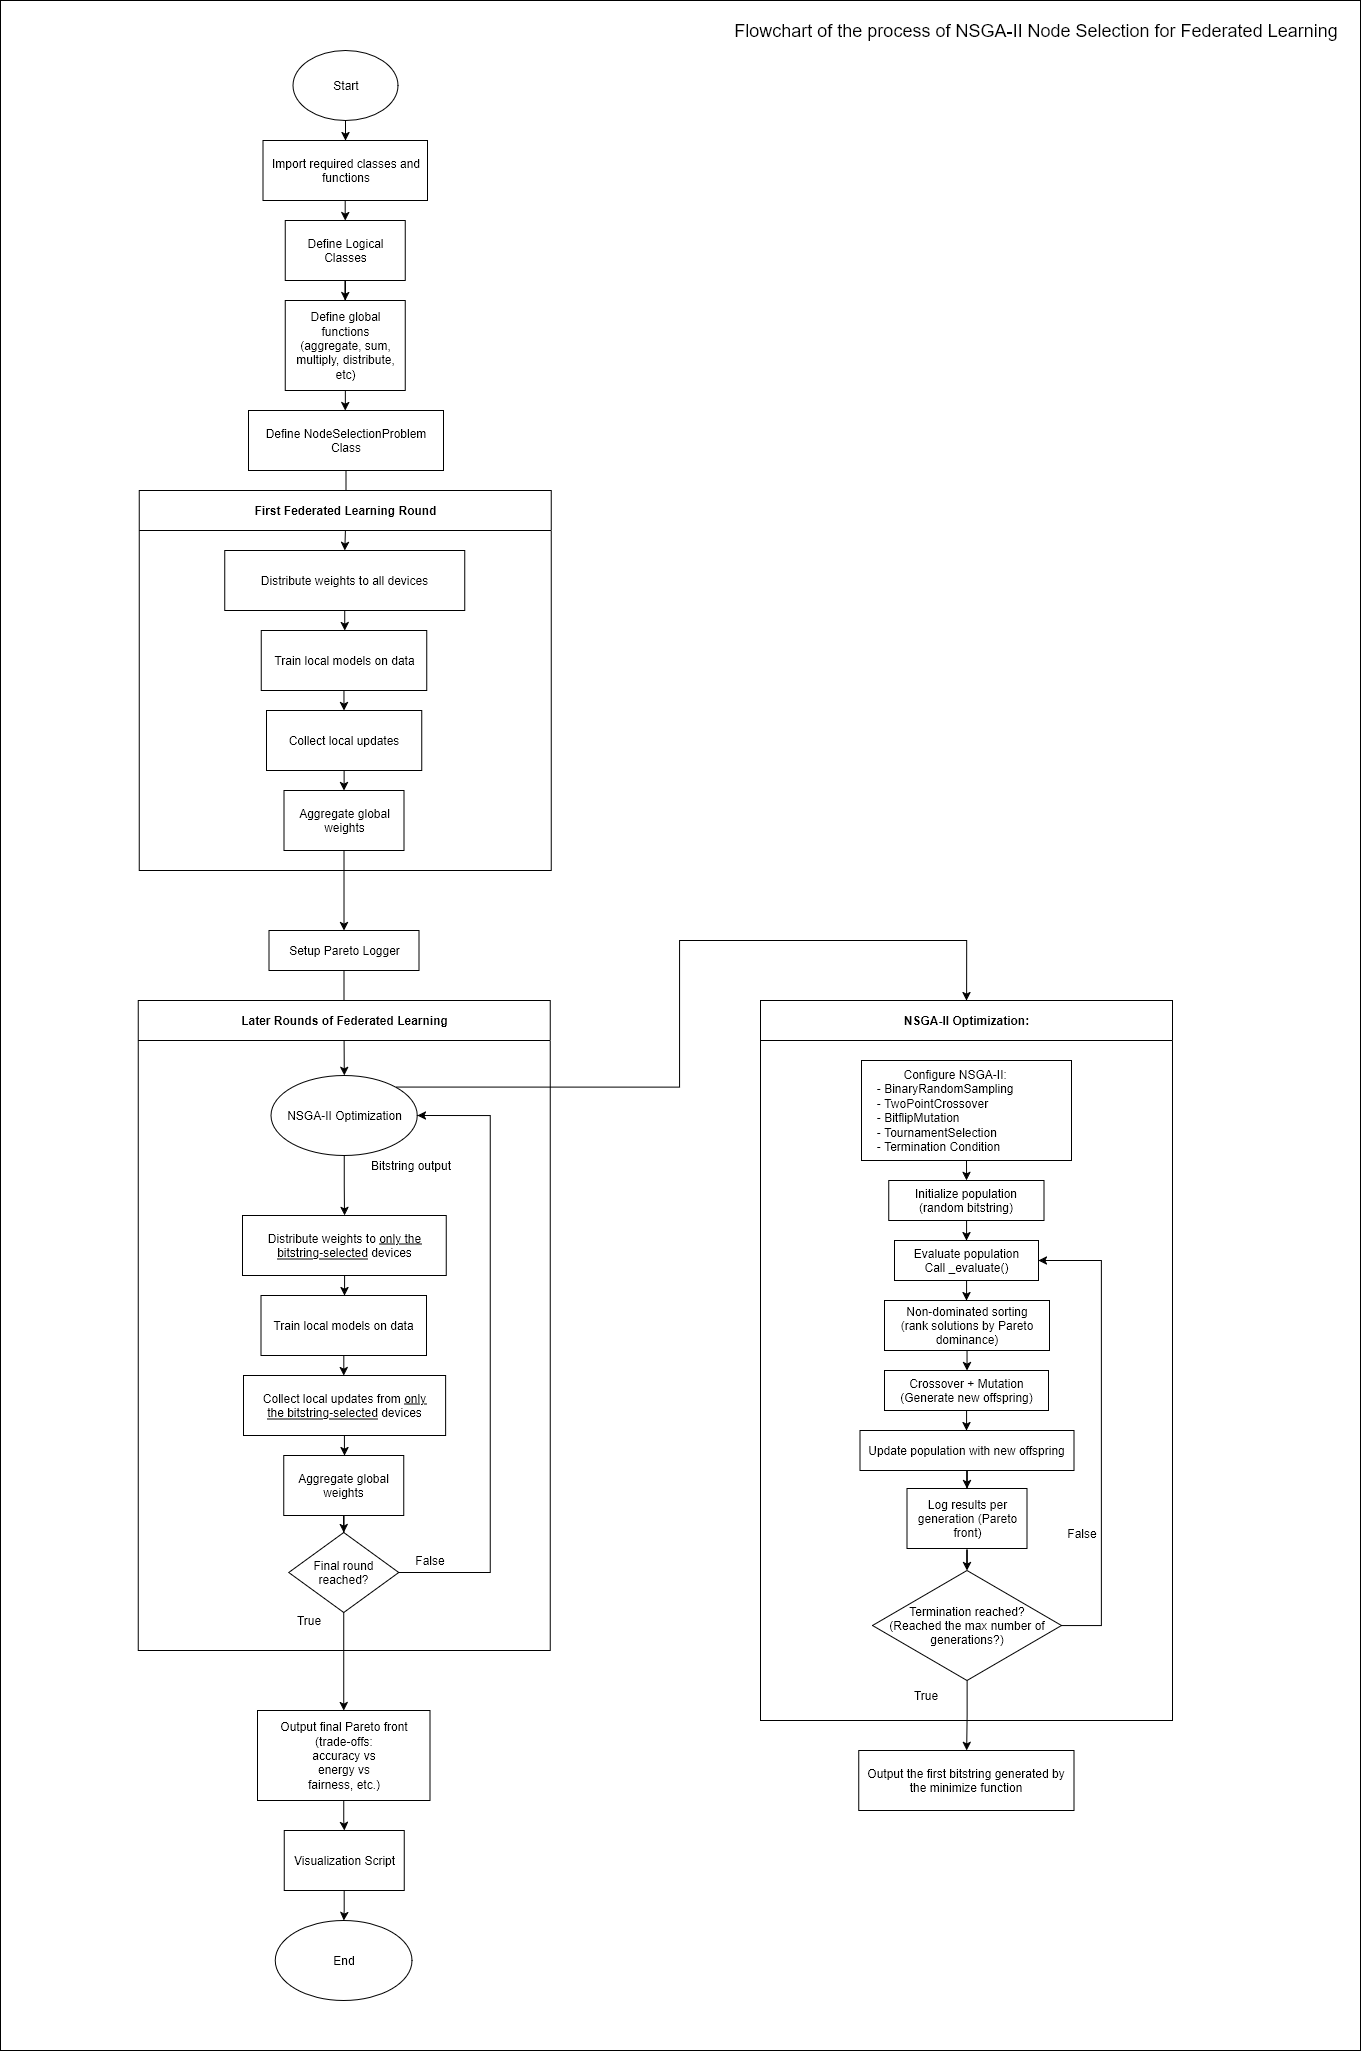 Flowchart of the process of NSGA-II Node Selection for Federated Learning
Start
Import required classes and
functions
Define Logical
Classes
Define global
functions
(aggregate, sum,
multiply, distribute,
etc)
Define NodeSelectionProblem
Class
First Federated Learning Round
Distribute weights to all devices
Train local models on data
Collect local updates
Aggregate global
weights
Setup Pareto Logger
Later Rounds of Federated Learning
NSGA-II Optimization
Bitstring output
Distribute weights to only the
bitstring-selected devices
Train local models on data
Collect local updates from only
the bitstring-selected devices
Aggregate global
weights
Final round
reached?
False
True
Output final Pareto front
(trade-offs:
accuracy vs
energy vs
fairness, etc.)
Visualization Script
End
NSGA-II Optimization:
Configure NSGA-II:
- BinaryRandomSampling
- TwoPointCrossover
- BitflipMutation
- TournamentSelection
- Termination Condition
Initialize population
(random bitstring)
Evaluate population
Call _evaluate()
Non-dominated sorting
(rank solutions by Pareto
dominance)
Crossover + Mutation
(Generate new offspring)
Update population with new offspring
Log results per
generation (Pareto
front)
False
Termination reached?
(Reached the max number of
generations?)
True
Output the first bitstring generated by
the minimize function